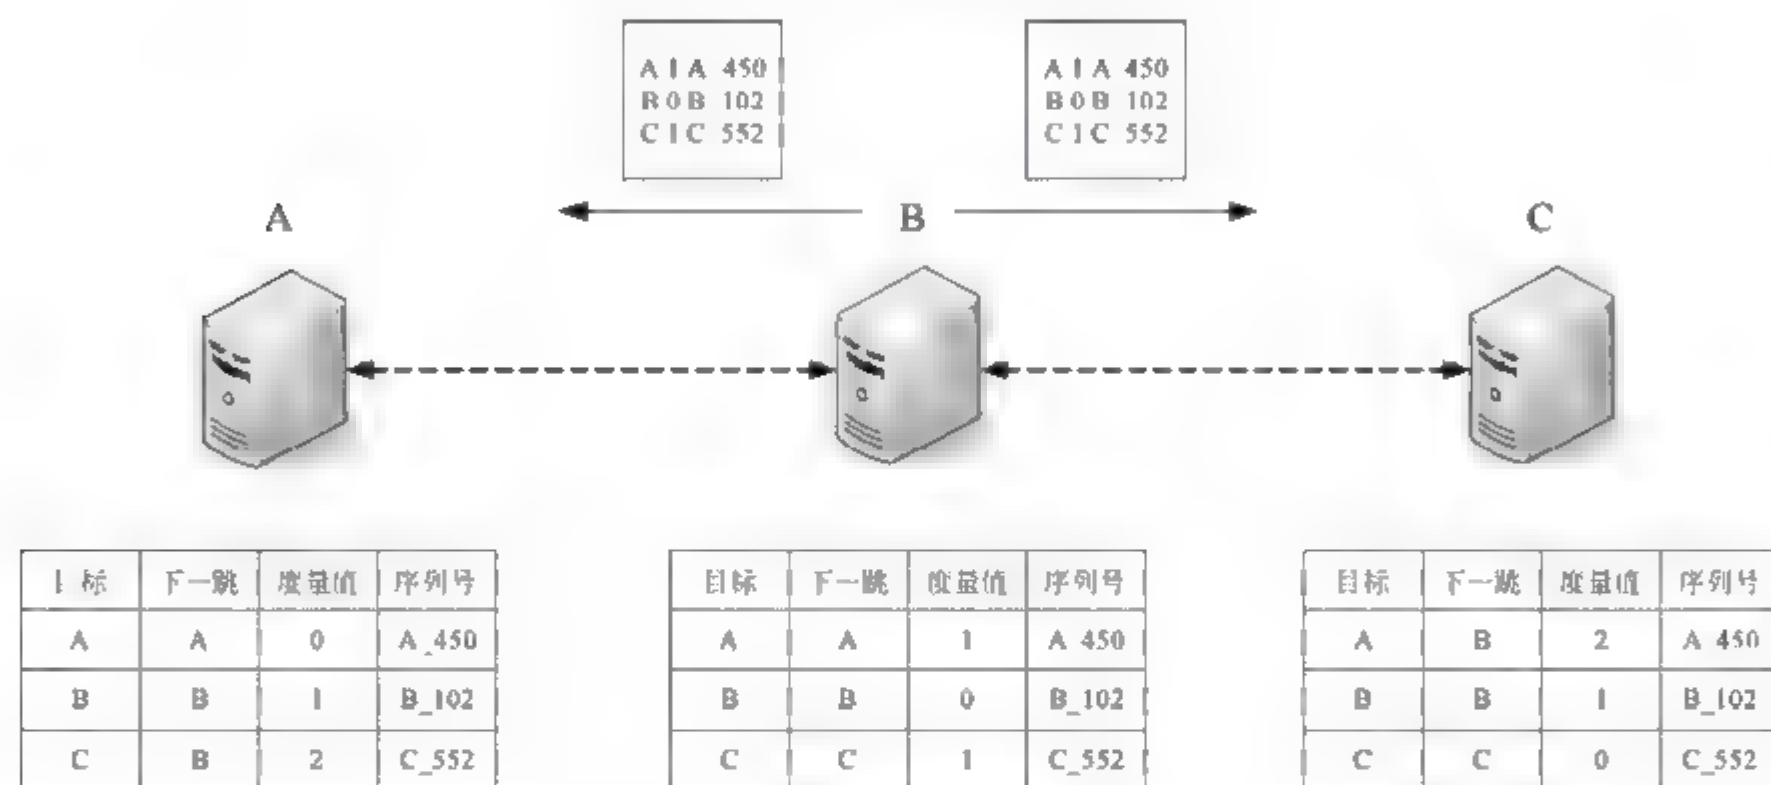 A 1 A 450
B 0 B 102
C 1 C 552
A 1 A 450
B 0 B 102
C 1 C 552
A
B
C
目标 下一跳 度量值 序列号
A A 0 A_450
B B 1 B_102
C B 2 C_552
目标 下一跳 度量值 序列号
A A 1 A_450
B B 0 B_102
C C 1 C_552
目标 下一跳 度量值 序列号
A B 2 A_450
B B 1 B_102
C C 0 C_552